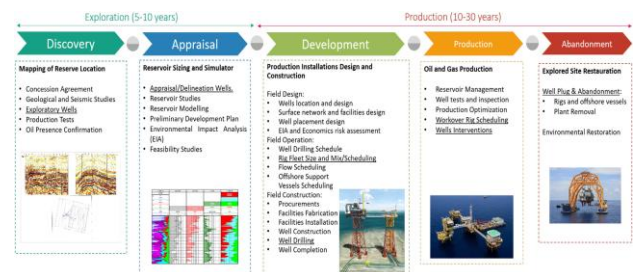 Exploration (5-10 years)
Production (10-30 years)
Discovery
Appraisal
Development
Production
Abandonment
Mapping of Reserve Location
• Concession Agreement
• Geological and Seismic Studies
• Exploratory Wells
• Production Tests
• Oil Presence Confirmation
Reservoir Sizing and Simulator
• Appraisal/Delineation Wells.
• Reservoir Studies
• Reservoir Modelling
• Preliminary Development Plan
• Environmental Impact Analysis
(EIA)
• Feasibility Studies
Production Installations Design and
Construction
Field Design:
• Wells location and design
• Surface network and facilities design
• Well placement design
• EIA and Economics risk assessment
Field Operation:
• Well Drilling Schedule
• Rig Fleet Size and Mix/Scheduling
• Flow Scheduling
• Offshore Support
Vessels Scheduling
Field Construction:
• Procurements
• Facilities Fabrication
• Facilities Installation
• Well Construction
• Well Drilling
• Well Completion
Oil and Gas Production
• Reservoir Management
• Well tests and inspection
• Production Optimization
• Workover Rig Scheduling
• Wells Interventions
Explored Site Restauration
Well Plug & Abandonment:
• Rigs and offshore vessels
• Plant Removal
Environmental Restoration